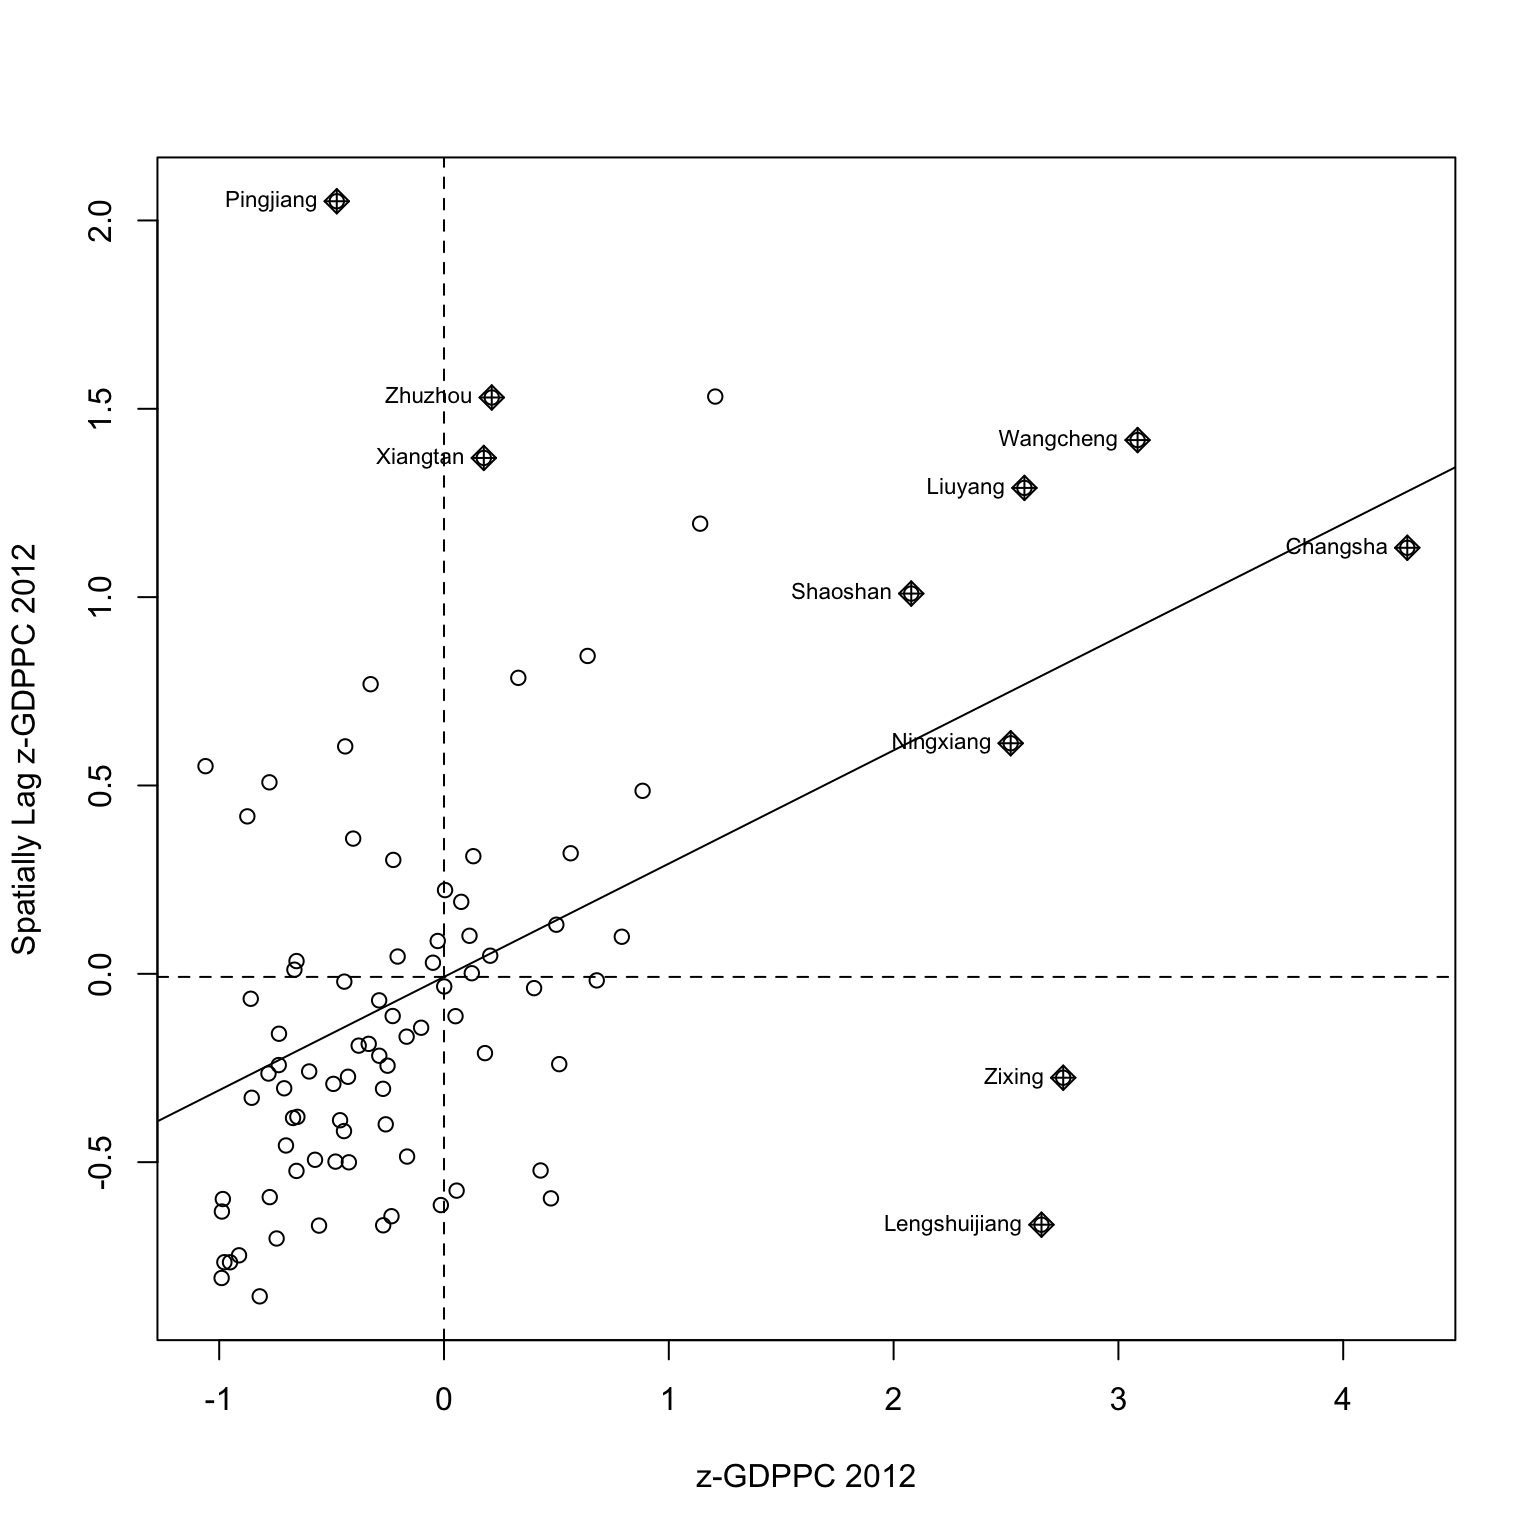 Pingjiang
Zhuzhou
Xiangtan
Wangcheng
Liuyang
Changsha
Shaoshan
Ningxiang
Zixing
Lengshuijiang
2.0
1.5
1.0
0.5
0.0
-0.5
Spatially Lag z-GDPPC 2012
-1 0 1 2 3 4
z-GDPPC 2012